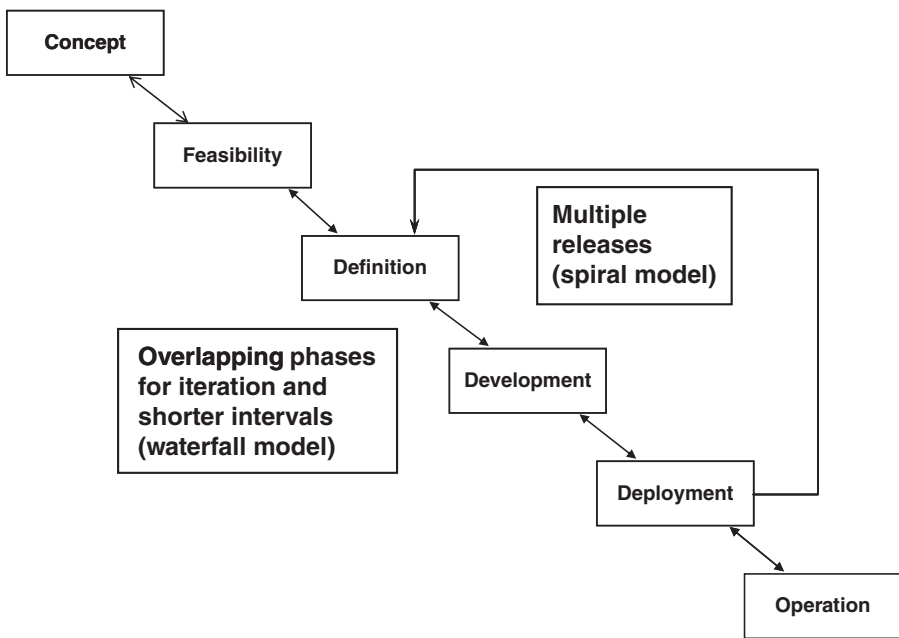 Concept
Feasibility
Multiple
releases
(spiral model)
Definition
Overlapping phases
for iteration and
shorter intervals
(waterfall model)
Development
Deployment
Operation